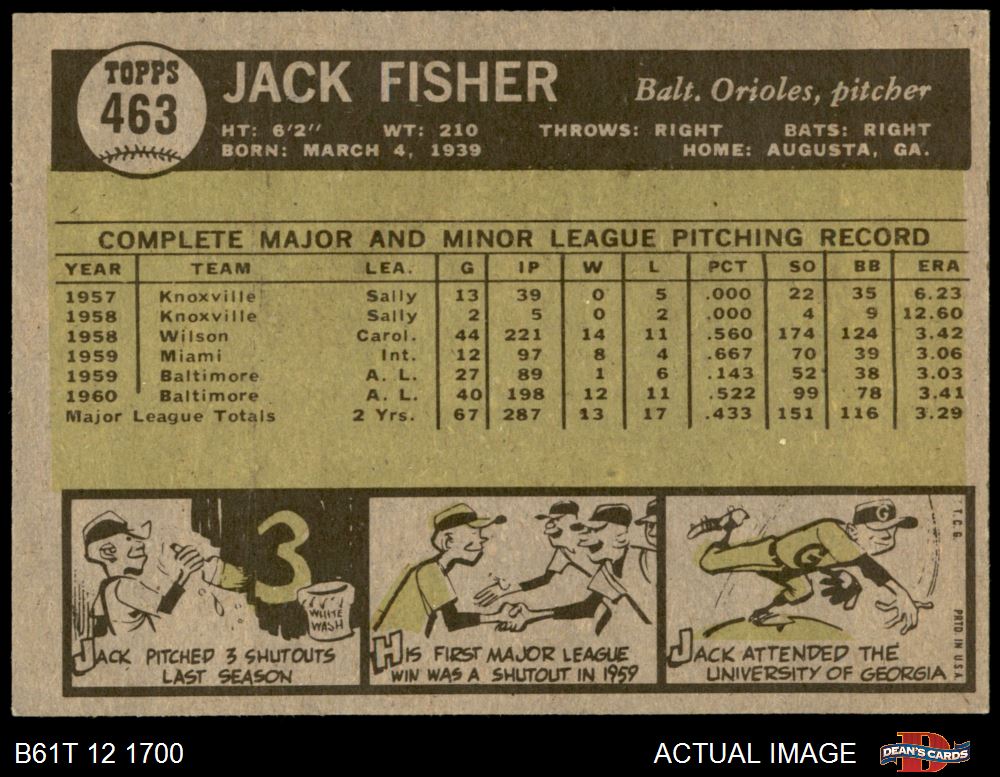 TOPPS
463
JACK FISHER
Balt. Orioles, pitcher
HT: 6'2" WT: 210 THROWS: RIGHT BATS: RIGHT
BORN: MARCH 4, 1939 HOME: AUGUSTA, GA.
COMPLETE MAJOR AND MINOR LEAGUE PITCHING RECORD
YEAR TEAM LEA. G IP W L PCT SO BB ERA
1957 Knoxville Sally 13 39 0 5 .000 22 35 6.23
1958 Knoxville Sally 2 5 0 2 .000 4 9 12.60
1958 Wilson Carol. 44 221 14 11 .560 174 124 3.42
1959 Miami Int. 12 97 8 4 .667 70 39 3.06
1959 Baltimore A. L. 27 89 1 6 .143 52 38 3.03
1960 Baltimore A. L. 40 198 12 11 .522 99 78 3.41
Major League Totals 2 Yrs. 67 287 13 17 .433 151 116 3.29
3
WHITE
WASH
JACK PITCHED 3 SHUTOUTS
LAST SEASON
HIS FIRST MAJOR LEAGUE
WIN WAS A SHUTOUT IN 1959
G
G
JACK ATTENDED THE
UNIVERSITY OF GEORGIA
T.C.G.
PRTD. IN U.S.A.
B61T 12 1700
ACTUAL IMAGE
D
DEAN'S CARDS